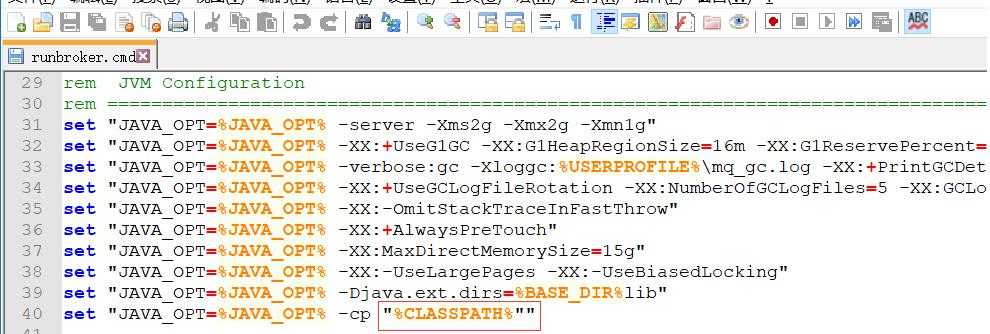 ABC
runbroker.cmd
29 rem  JVM Configuration
30 rem ===========================================================================
31 set "JAVA_OPT=%JAVA_OPT% -server -Xms2g -Xmx2g -Xmn1g"
32 set "JAVA_OPT=%JAVA_OPT% -XX:+UseG1GC -XX:G1HeapRegionSize=16m -XX:G1ReservePercent=
33 set "JAVA_OPT=%JAVA_OPT% -verbose:gc -Xloggc:%USERPROFILE%\mq_gc.log -XX:+PrintGCDet
34 set "JAVA_OPT=%JAVA_OPT% -XX:+UseGCLogFileRotation -XX:NumberOfGCLogFiles=5 -XX:GCLo
35 set "JAVA_OPT=%JAVA_OPT% -XX:-OmitStackTraceInFastThrow"
36 set "JAVA_OPT=%JAVA_OPT% -XX:+AlwaysPreTouch"
37 set "JAVA_OPT=%JAVA_OPT% -XX:MaxDirectMemorySize=15g"
38 set "JAVA_OPT=%JAVA_OPT% -XX:-UseLargePages -XX:-UseBiasedLocking"
39 set "JAVA_OPT=%JAVA_OPT% -Djava.ext.dirs=%BASE_DIR%lib"
40 set "JAVA_OPT=%JAVA_OPT% -cp "%CLASSPATH%""